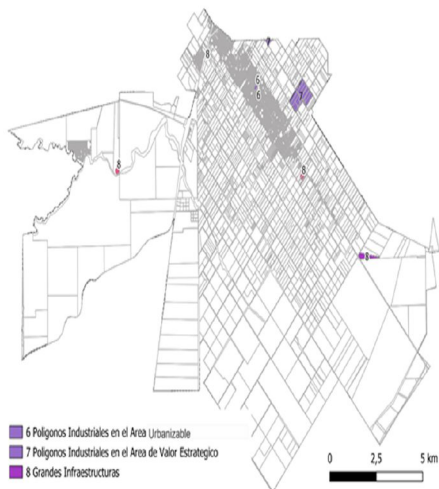 8
7
6
6
7
8
8
8
6 Poligonos Industriales en el Area Urbanizable
7 Poligonos Industriales en el Area de Valor Estrategico
8 Grandes Infraestructuras
0 2,5 5 km